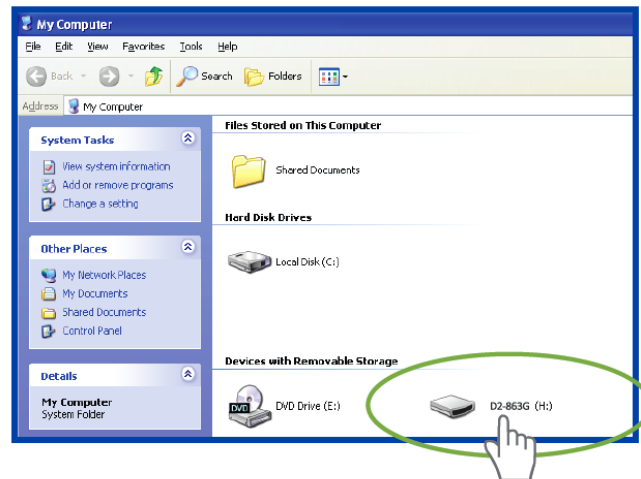 My Computer
File Edit View Favorites Tools Help
Back Search Folders
Address My Computer
System Tasks
View system information
Add or remove programs
Change a setting
Other Places
My Network Places
My Documents
Shared Documents
Control Panel
Details
My Computer
System Folder
Files Stored on This Computer
Shared Documents
Hard Disk Drives
Local Disk (C:)
Devices with Removable Storage
DVD
DVD Drive (E:)
D2-863G (H:)